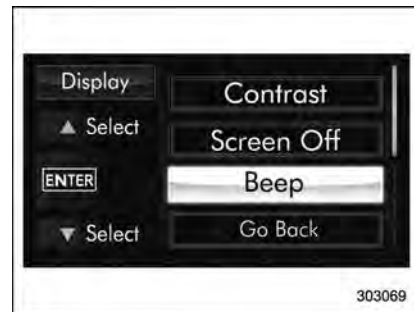 Display
▲ Select
ENTER
▼ Select
Contrast
Screen Off
Beep
Go Back
303069